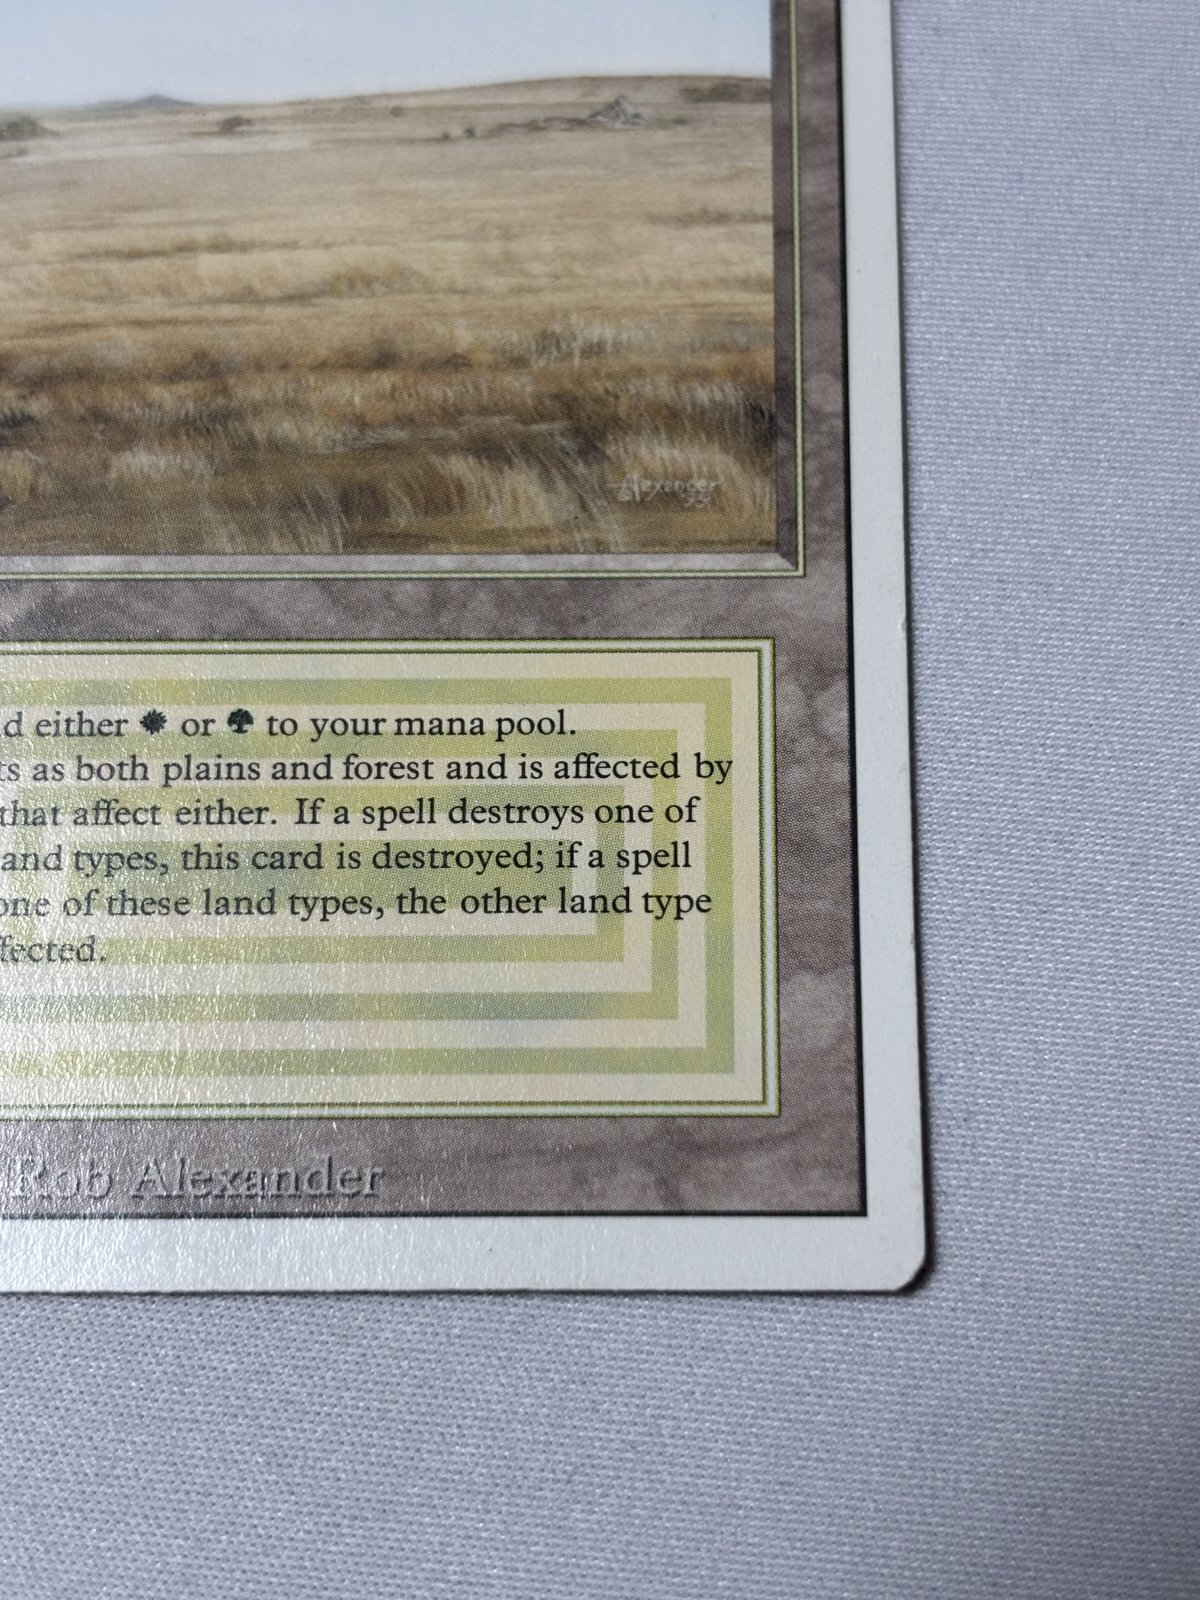 Alexander
d either or to your mana pool.
ts as both plains and forest and is affected by
that affect either. If a spell destroys one of
and types, this card is destroyed; if a spell
one of these land types, the other land type
ffected.
Rob Alexander